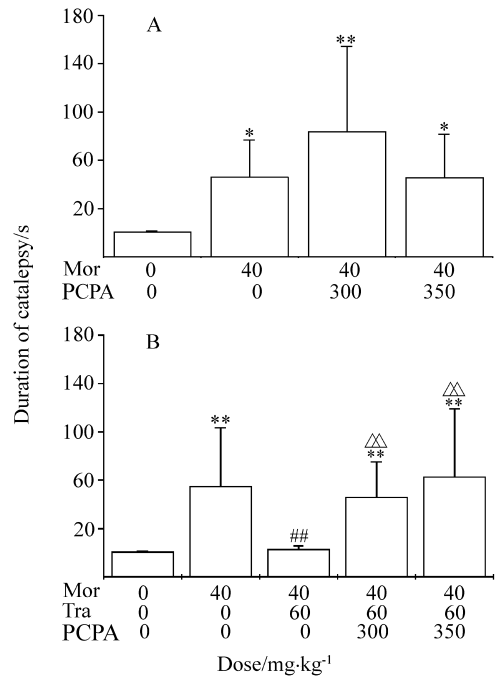 Duration of catalepsy/s
A
180
140
100
60
20
*
**
*
Mor 0 40 40 40
PCPA 0 0 300 350
B
180
140
100
60
20
**
##
△△
**
△△
**
Mor 0 40 40 40 40
Tra 0 0 60 60 60
PCPA 0 0 0 300 350
Dose/mg·kg⁻¹